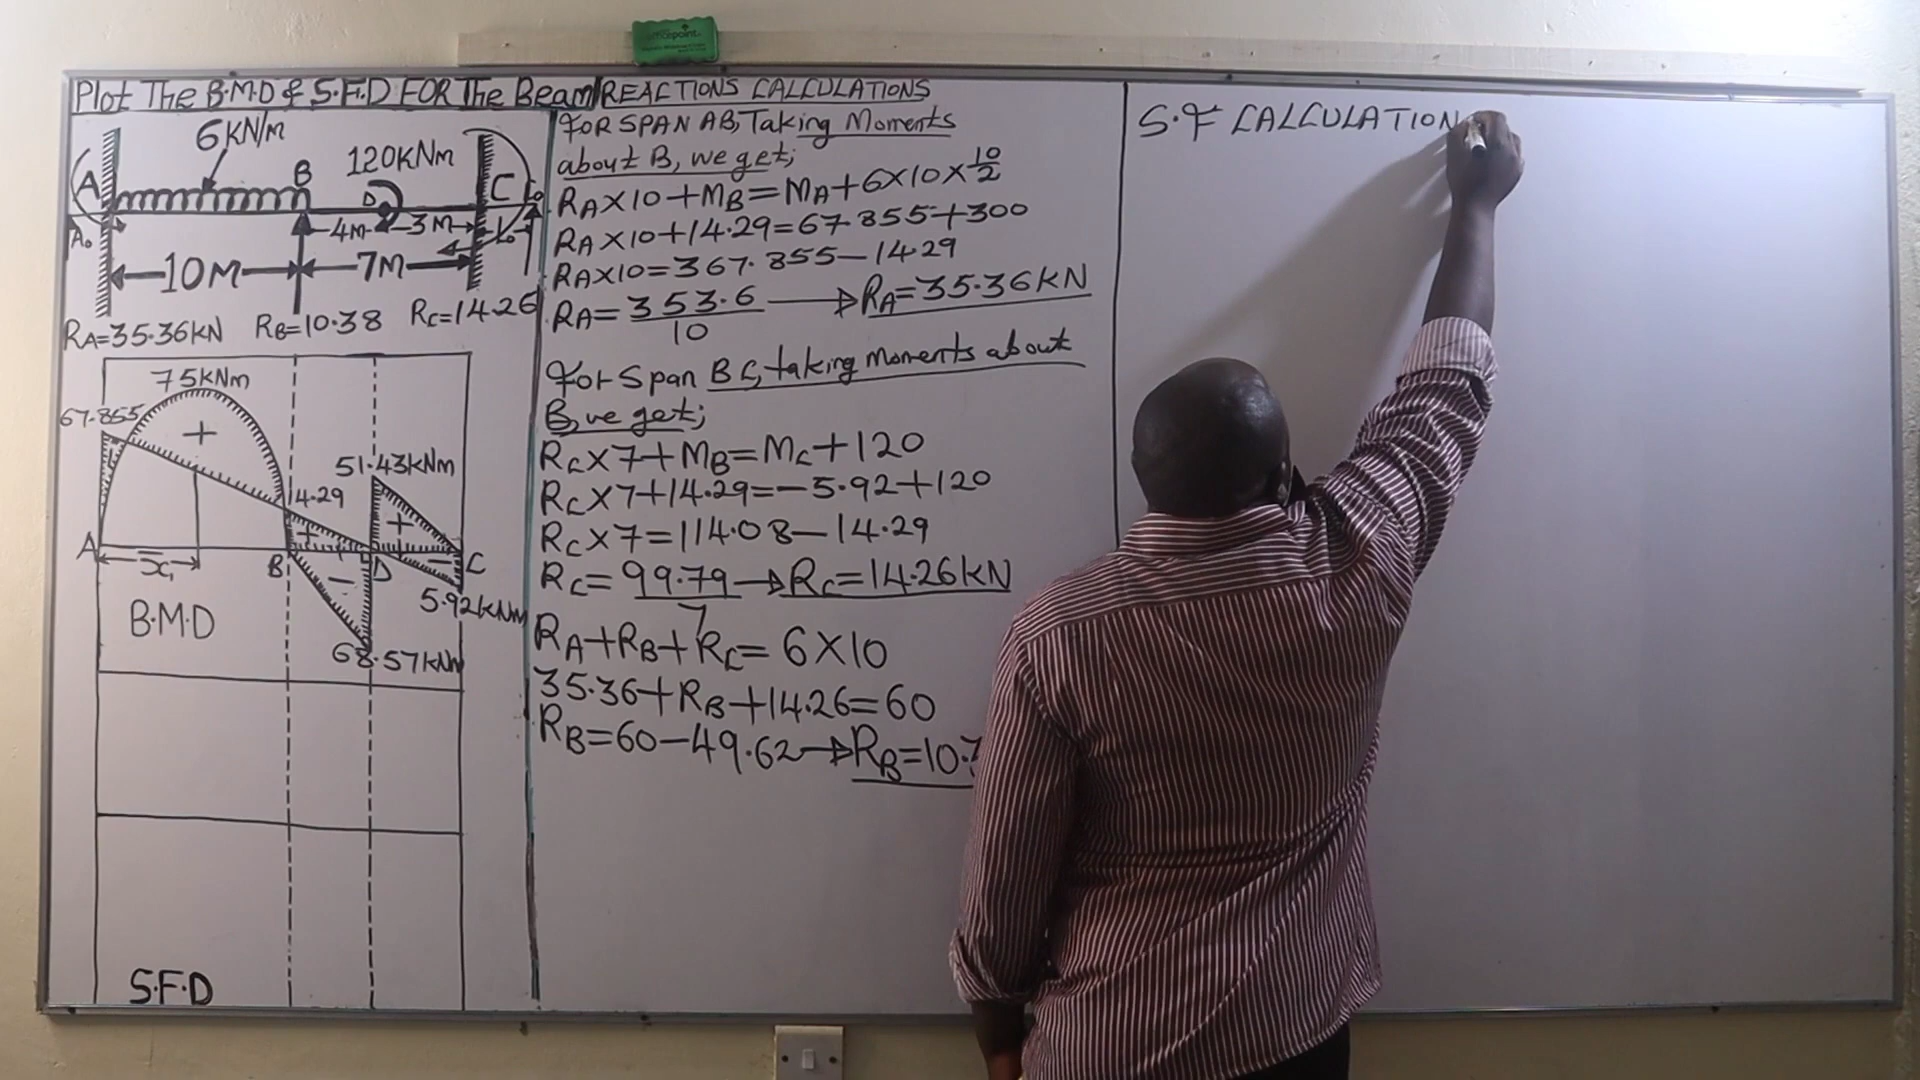 Plot The B.M.D & S.F.D FOR The Beam
6KN/m
120KNm
A
B
D
C
A₀
4m
3M
L₀
10M
7M
RA=35.36KN
RB=10.38
RC=14.26
75KNm
67.855
14.29
51.43KNm
+
+
+
-
-
A
B
D
C
x̄₁
5.92KNm
68.57KNm
B.M.D
S.F.D
REACTIONS CALCULATIONS
FOR SPAN AB, Taking Moments
about B, we get;
RA×10+MB=MA+6×10×10/2
RA×10+14.29=67.855+300
RA×10=367.855-14.29
RA=353.6/10 → RA=35.36KN
For Span BC, taking Moments about
B, we get;
RC×7+MB=MC+120
RC×7+14.29=-5.92+120
RC×7=114.08-14.29
RC=99.79/7 → RC=14.26KN
RA+RB+RC=6×10
35.36+RB+14.26=60
RB=60-49.62 → RB=10.3
S.F CALCULATION